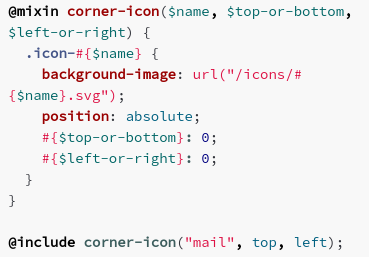 @mixin corner-icon($name, $top-or-bottom,
$left-or-right) {
  .icon-#{$name} {
    background-image: url("/icons/#
{$name}.svg");
    position: absolute;
    #{$top-or-bottom}: 0;
    #{$left-or-right}: 0;
  }
}

@include corner-icon("mail", top, left);